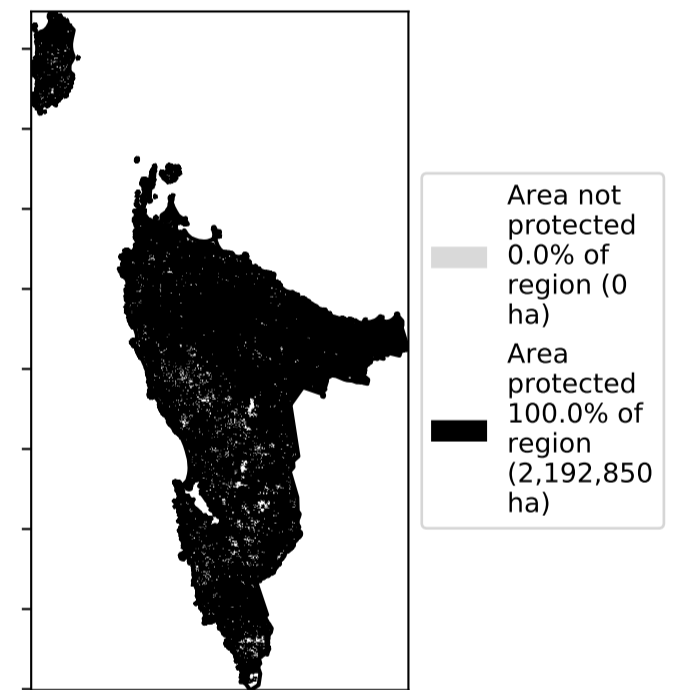 Area not
protected
0.0% of
region (0
ha)
Area
protected
100.0% of
region
(2,192,850
ha)